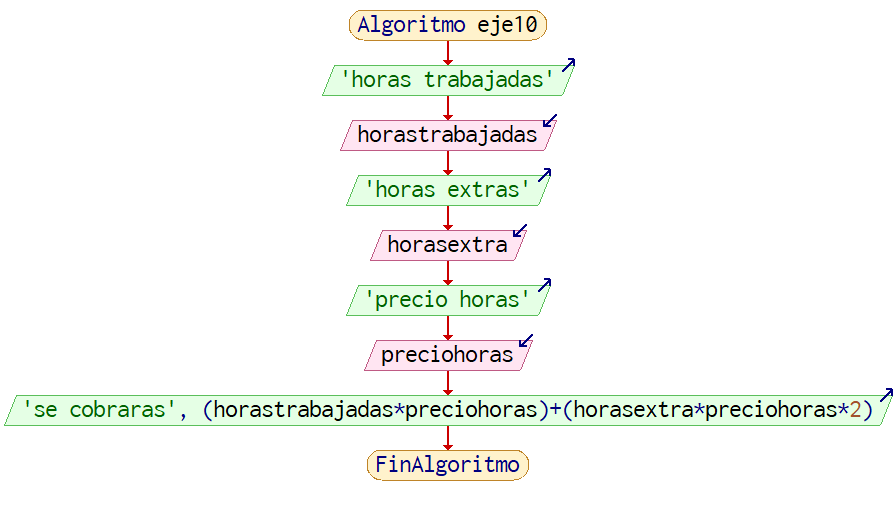 Algoritmo eje10
'horas trabajadas'
horastrabajadas
'horas extras'
horasextra
'precio horas'
preciohoras
'se cobraras', (horastrabajadas*preciohoras)+(horasextra*preciohoras*2)
FinAlgoritmo